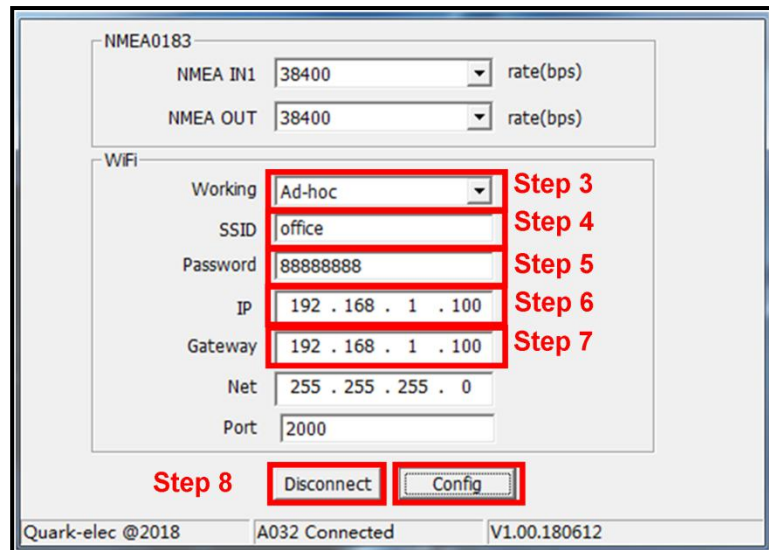 NMEA0183
NMEA IN1 38400 rate(bps)
NMEA OUT 38400 rate(bps)
WiFi
Working Ad-hoc Step 3
SSID office Step 4
Password 88888888 Step 5
IP 192 . 168 . 1 . 100 Step 6
Gateway 192 . 168 . 1 . 100 Step 7
Net 255 . 255 . 255 . 0
Port 2000
Step 8 Disconnect Config
Quark-elec @2018 A032 Connected V1.00.180612